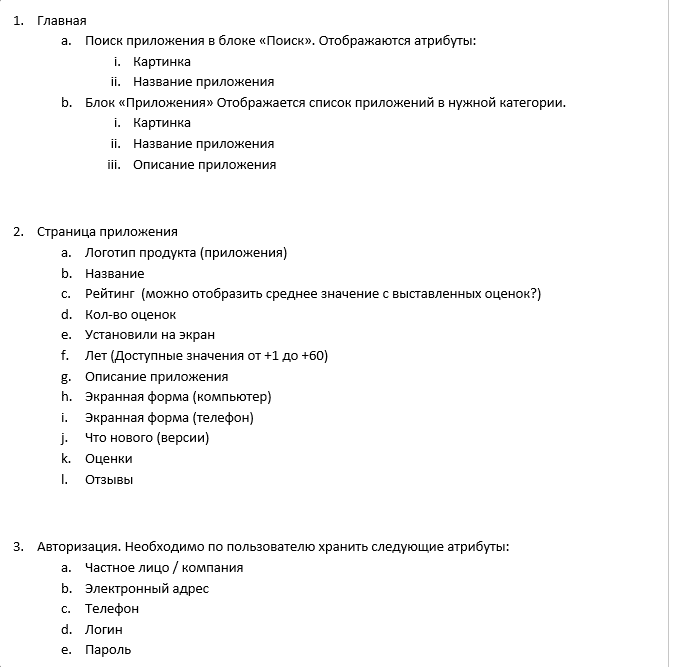 1. Главная
a. Поиск приложения в блоке «Поиск». Отображаются атрибуты:
i. Картинка
ii. Название приложения
b. Блок «Приложения» Отображается список приложений в нужной категории.
i. Картинка
ii. Название приложения
iii. Описание приложения
2. Страница приложения
a. Логотип продукта (приложения)
b. Название
c. Рейтинг (можно отобразить среднее значение с выставленных оценок?)
d. Кол-во оценок
e. Установили на экран
f. Лет (Доступные значения от +1 до +60)
g. Описание приложения
h. Экранная форма (компьютер)
i. Экранная форма (телефон)
j. Что нового (версии)
k. Оценки
l. Отзывы
3. Авторизация. Необходимо по пользователю хранить следующие атрибуты:
a. Частное лицо / компания
b. Электронный адрес
c. Телефон
d. Логин
e. Пароль